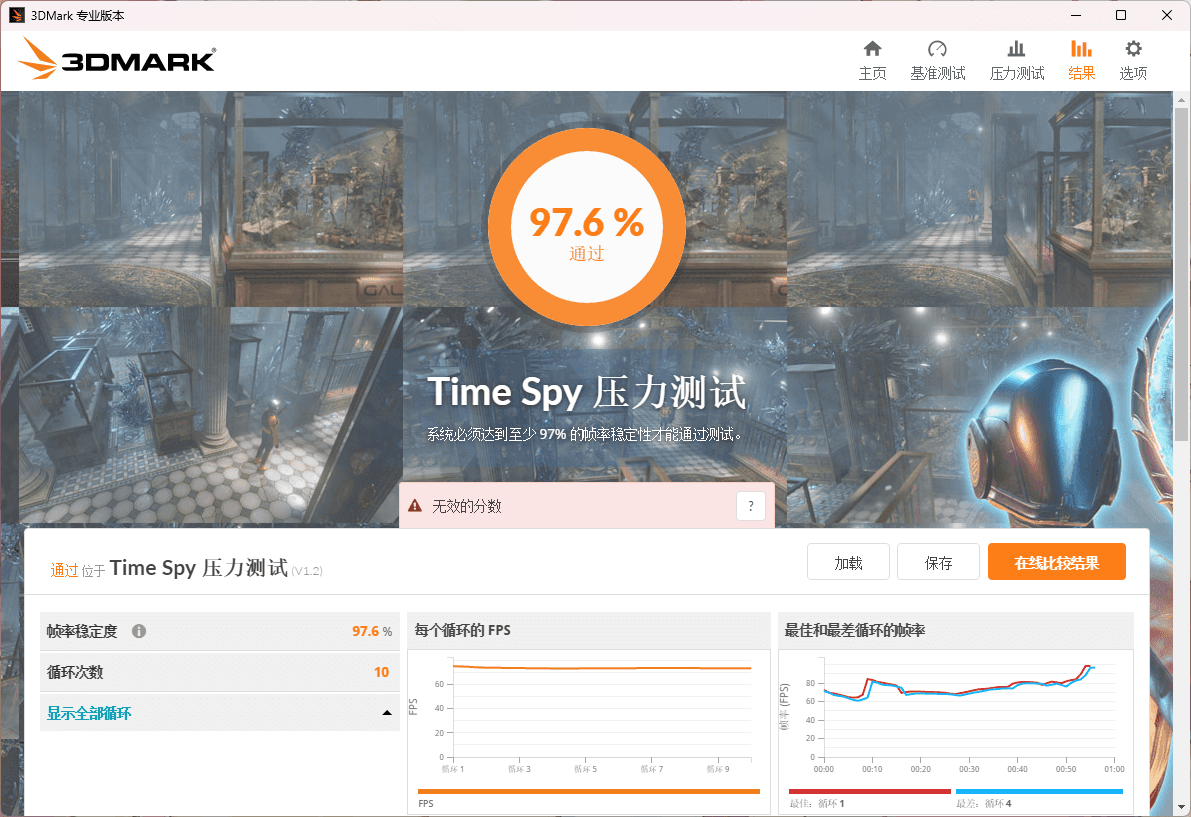 3DMark 专业版本
3DMARK®
主页 基准测试 压力测试 结果 选项
97.6 %
通过
GAL
Time Spy 压力测试
系统必须达到至少 97% 的帧率稳定性才能通过测试。
无效的分数 ?
通过 位于 Time Spy 压力测试 (V1.2)
加载 保存 在线比较结果
帧率稳定度 i 97.6 %
循环次数 10
显示全部循环
每个循环的 FPS
FPS
60
40
20
0
循环 1 循环 3 循环 5 循环 7 循环 9
FPS
最佳和最差循环的帧率
帧率 (FPS)
80
60
40
20
0
00:00 00:10 00:20 00:30 00:40 00:50 01:00
最佳: 循环 1 最差: 循环 4